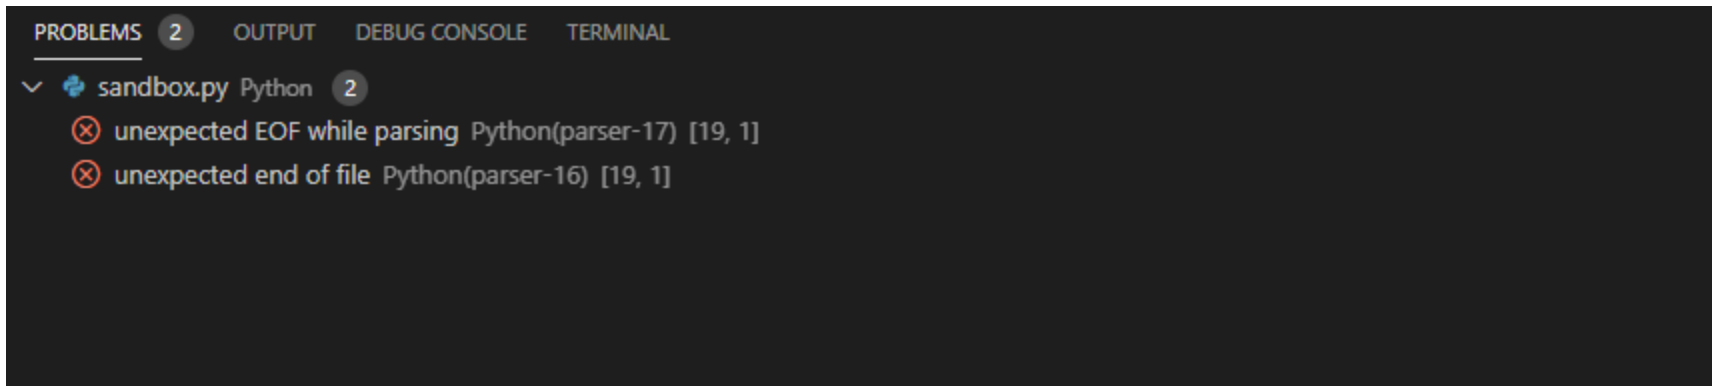 PROBLEMS 2 OUTPUT DEBUG CONSOLE TERMINAL
sandbox.py Python 2
unexpected EOF while parsing Python(parser-17) [19, 1]
unexpected end of file Python(parser-16) [19, 1]